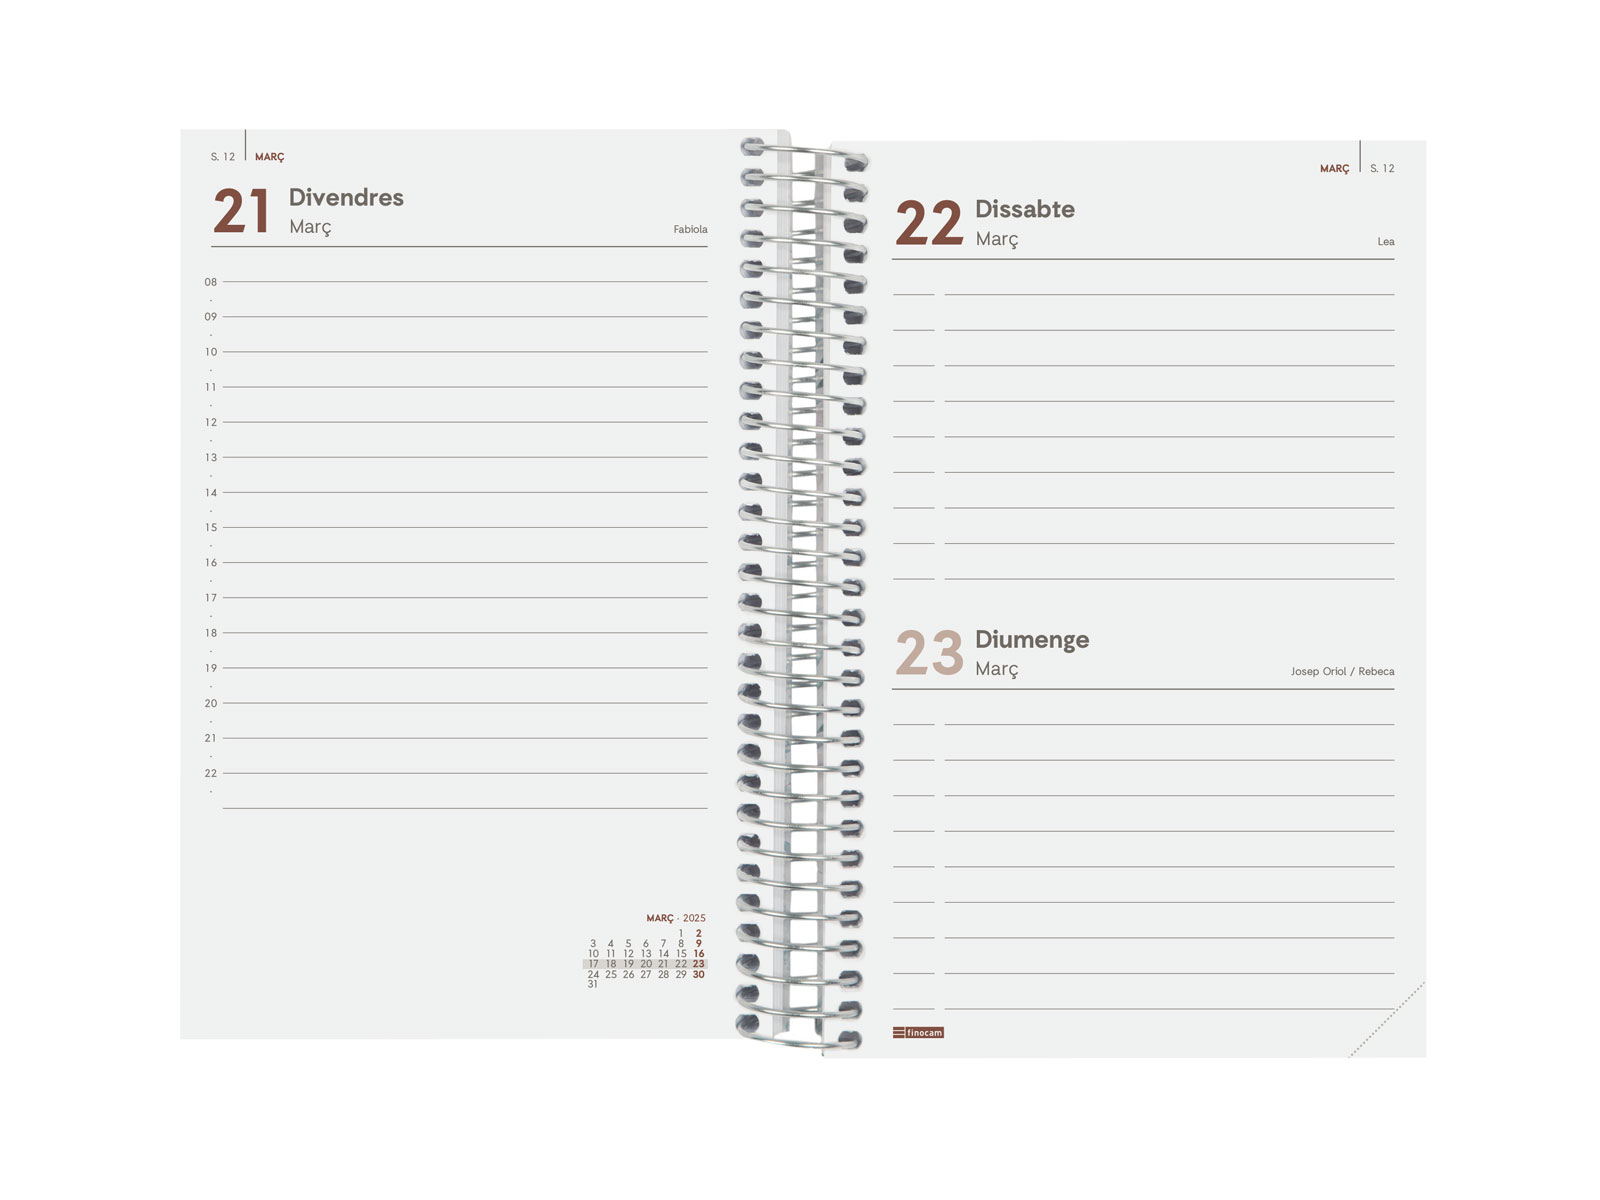 S. 12 MARÇ
21 Divendres
Març
Fabiola
08
09
10
11
12
13
14
15
16
17
18
19
20
21
22
MARÇ · 2025
1 2
3 4 5 6 7 8 9
10 11 12 13 14 15 16
17 18 19 20 21 22 23
24 25 26 27 28 29 30
31
MARÇ S. 12
22 Dissabte
Març
Lea
23 Diumenge
Març
Josep Oriol / Rebeca
finocam